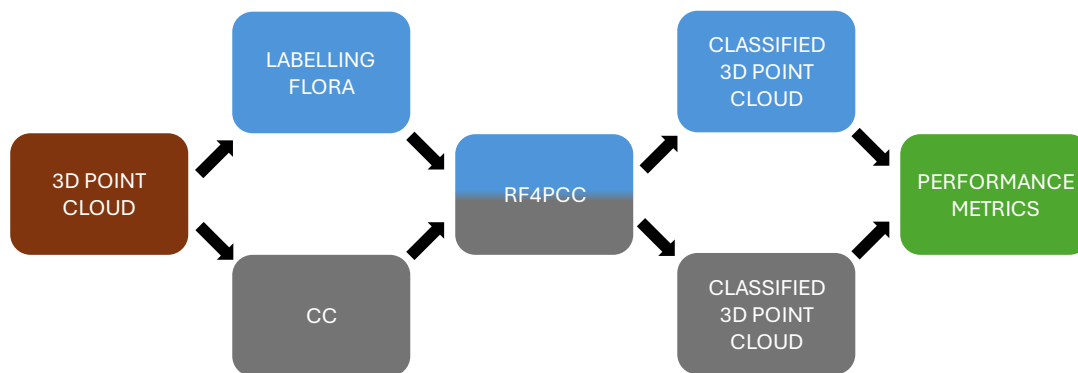 3D POINT
CLOUD
LABELLING
FLORA
CC
RF4PCC
CLASSIFIED
3D POINT
CLOUD
CLASSIFIED
3D POINT
CLOUD
PERFORMANCE
METRICS